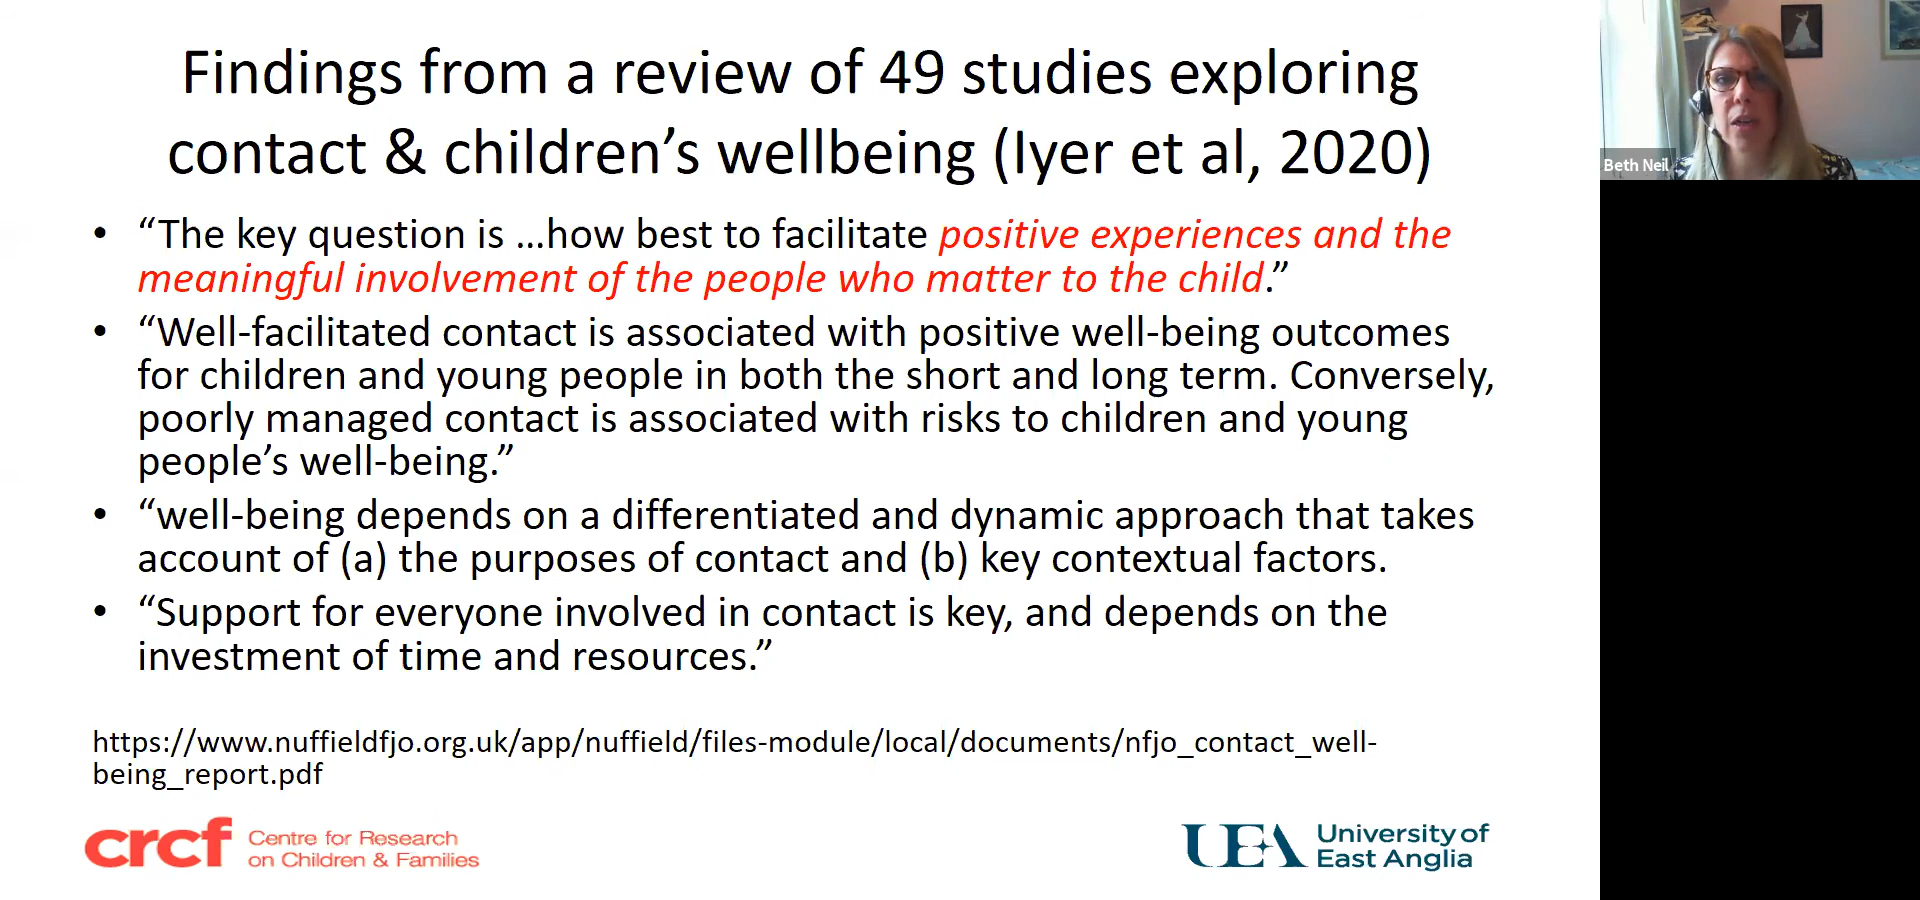 Findings from a review of 49 studies exploring
contact & children’s wellbeing (Iyer et al, 2020)
• “The key question is …how best to facilitate positive experiences and the
meaningful involvement of the people who matter to the child.”
• “Well-facilitated contact is associated with positive well-being outcomes
for children and young people in both the short and long term. Conversely,
poorly managed contact is associated with risks to children and young
people’s well-being.”
• “well-being depends on a differentiated and dynamic approach that takes
account of (a) the purposes of contact and (b) key contextual factors.
• “Support for everyone involved in contact is key, and depends on the
investment of time and resources.”
https://www.nuffieldfjo.org.uk/app/nuffield/files-module/local/documents/nfjo_contact_well-
being_report.pdf
crcf
Centre for Research
on Children & Families
UEA
University of
East Anglia
Beth Neil